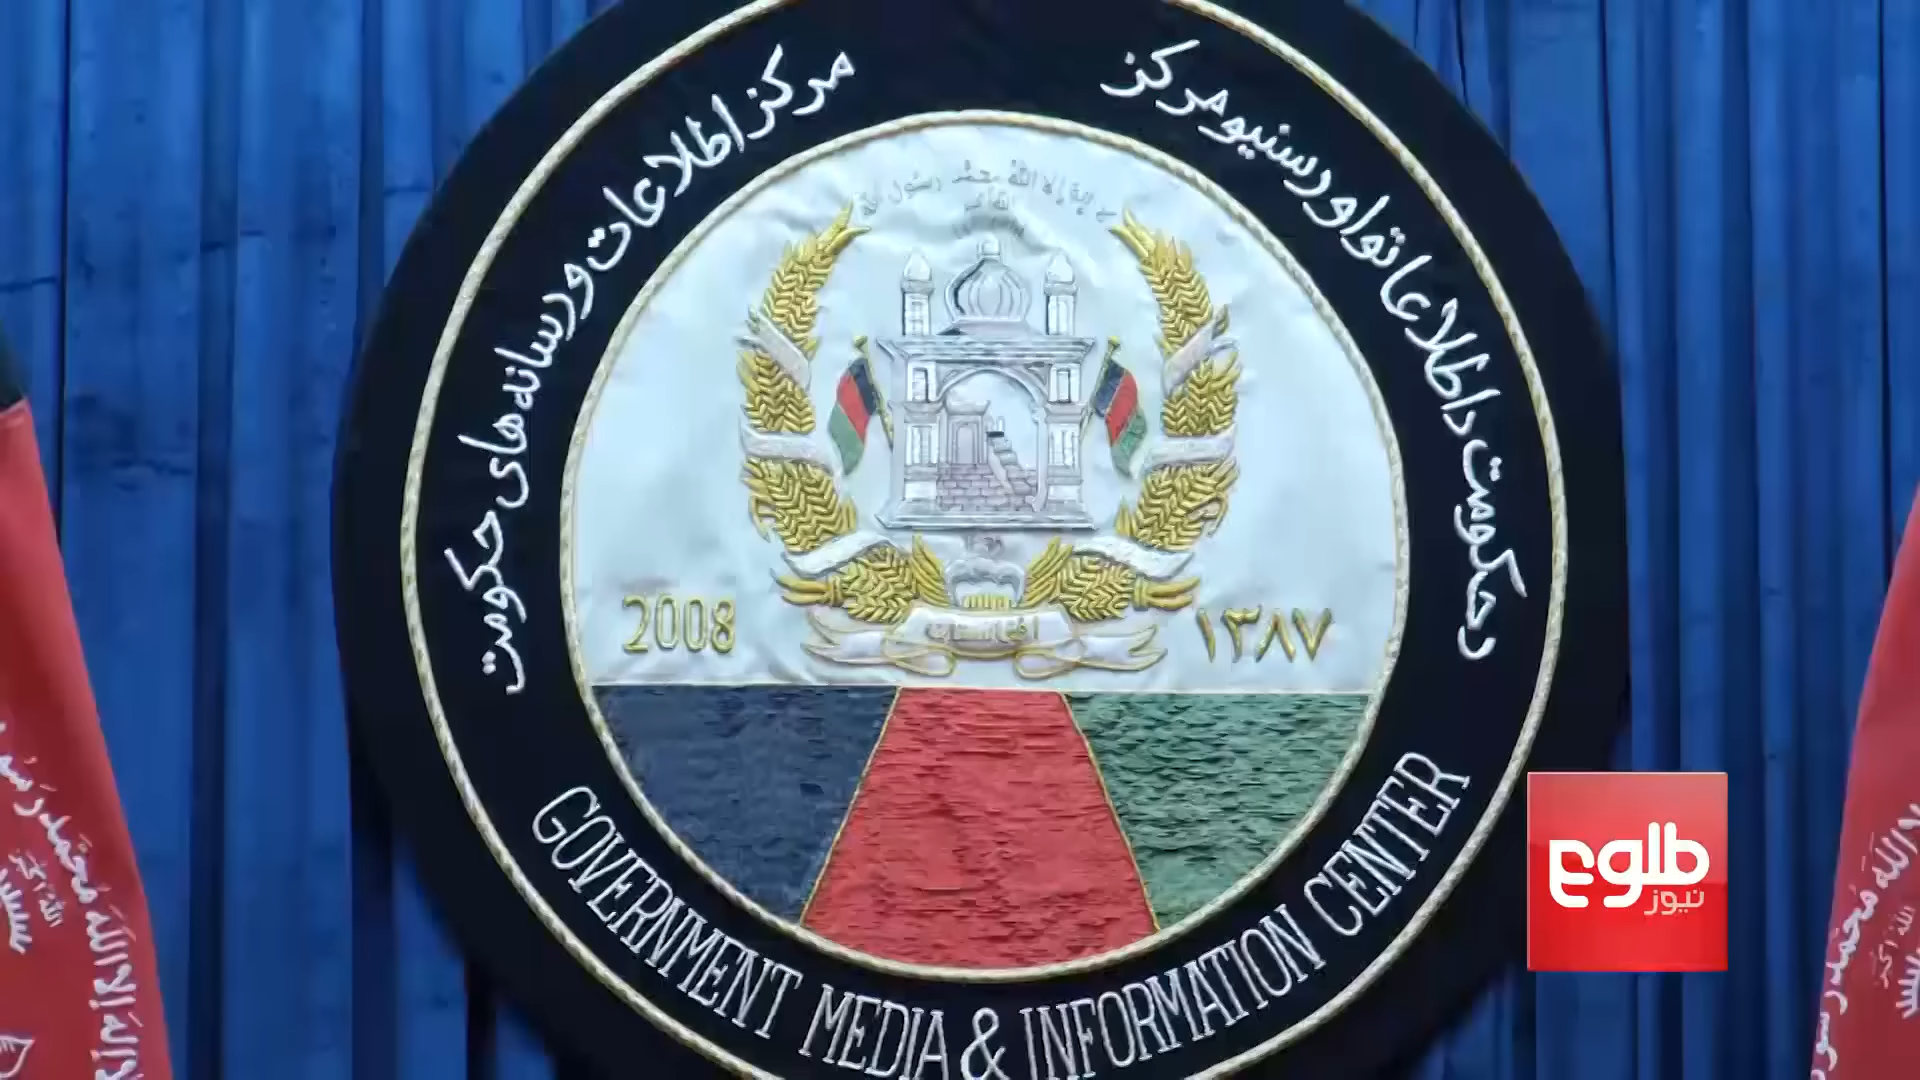 مرکز اطلاعات و رسانه های حکومت
د حکومت د اطلاعاتو او رسنیو مرکز
2008
۱۳۸۷
GOVERNMENT MEDIA & INFORMATION CENTER
طلوع
نیوز